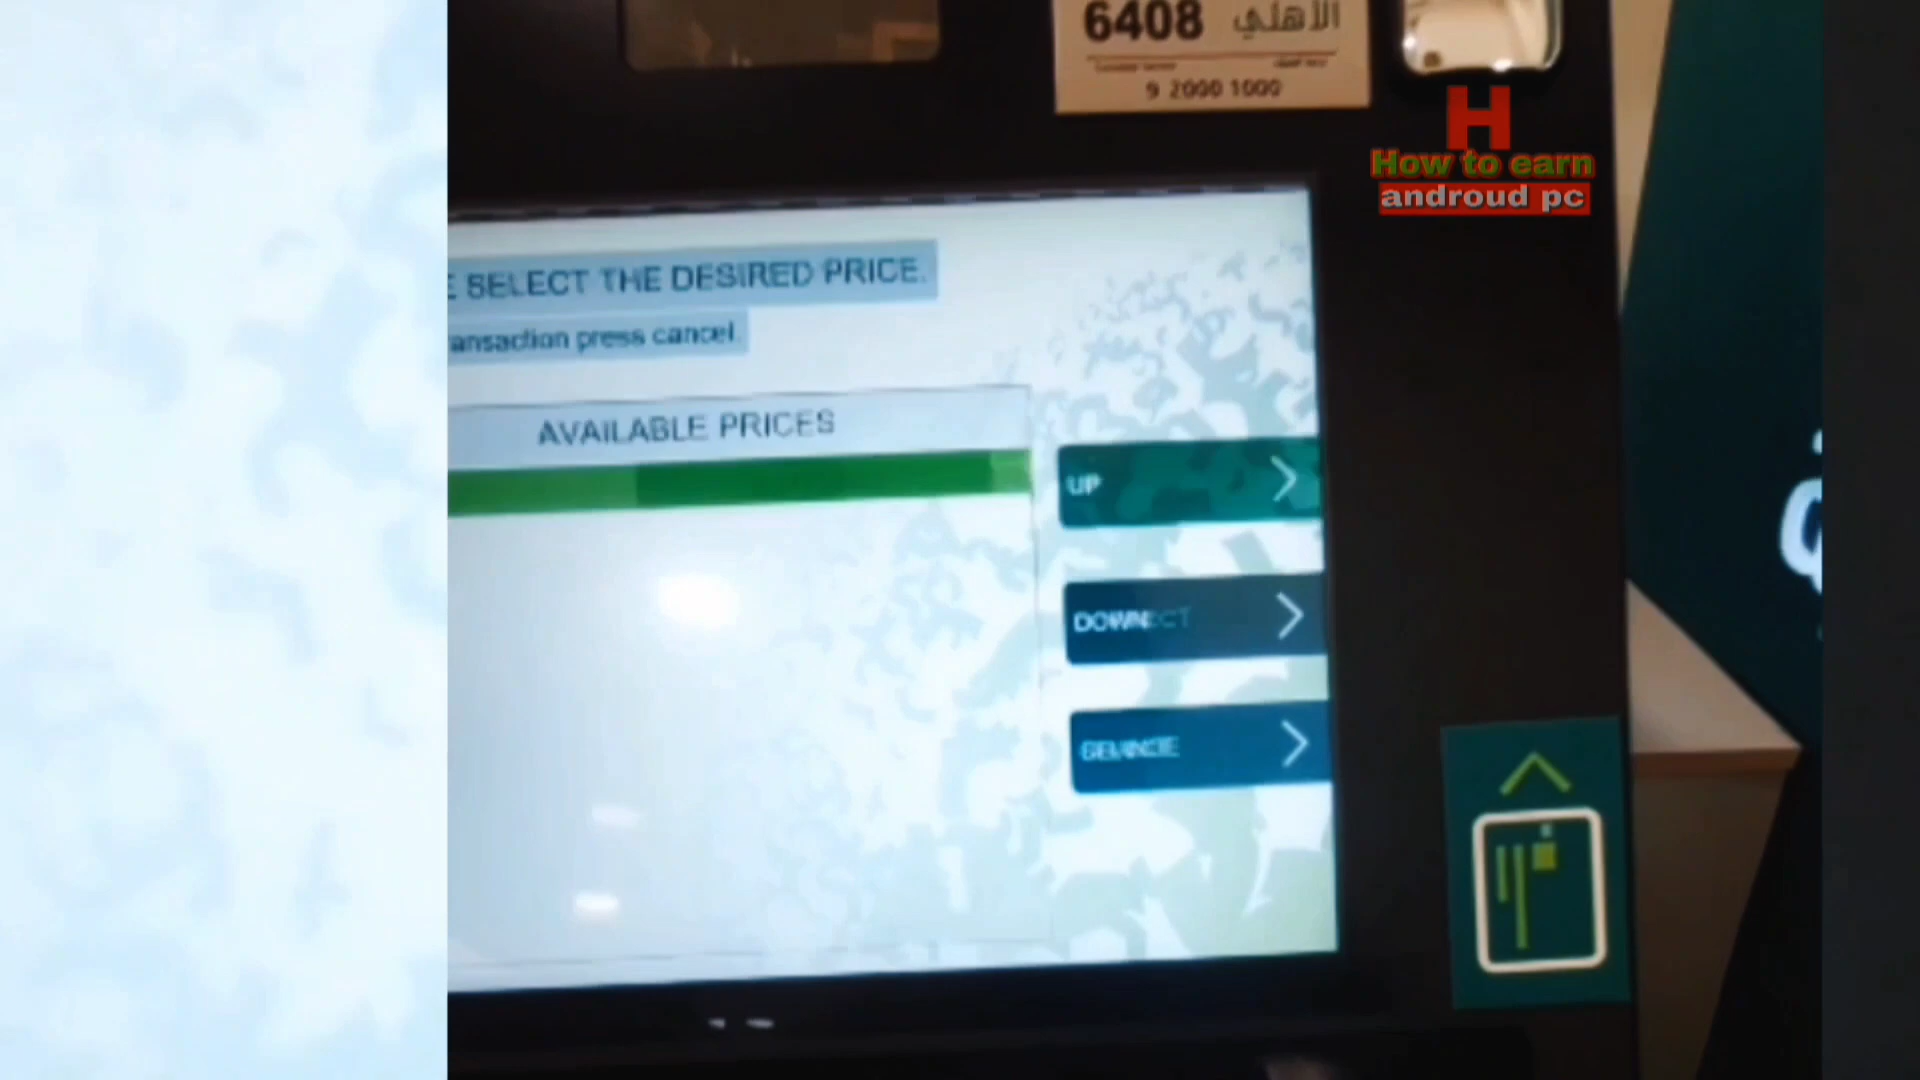 6408 الأهلي
9 2000 1000
H
How to earn
androud pc
E SELECT THE DESIRED PRICE.
ansaction press cancel.
AVAILABLE PRICES
UP
DOWN